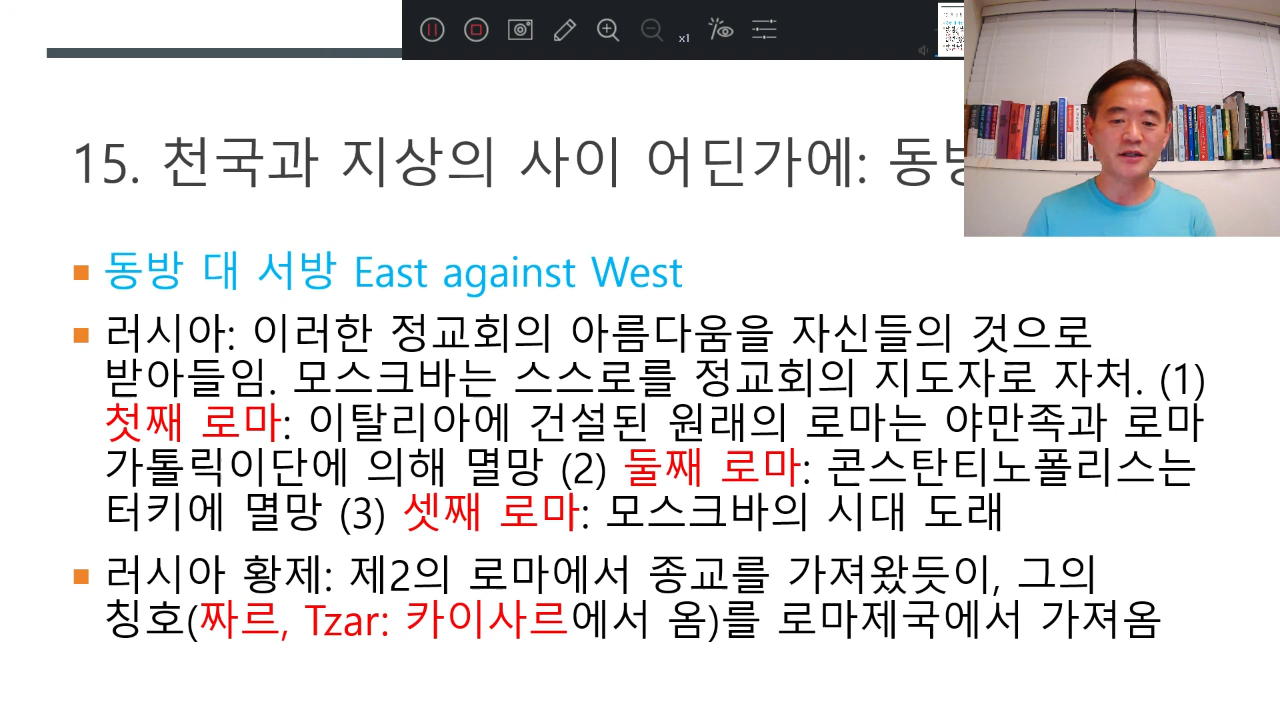 x1
15. 천국과 지상의 사이 어딘가에: 동방
동방 대 서방 East against West
러시아: 이러한 정교회의 아름다움을 자신들의 것으로
받아들임. 모스크바는 스스로를 정교회의 지도자로 자처. (1)
첫째 로마: 이탈리아에 건설된 원래의 로마는 야만족과 로마
가톨릭이단에 의해 멸망 (2) 둘째 로마: 콘스탄티노폴리스는
터키에 멸망 (3) 셋째 로마: 모스크바의 시대 도래
러시아 황제: 제2의 로마에서 종교를 가져왔듯이, 그의
칭호(짜르, Tzar: 카이사르에서 옴)를 로마제국에서 가져옴